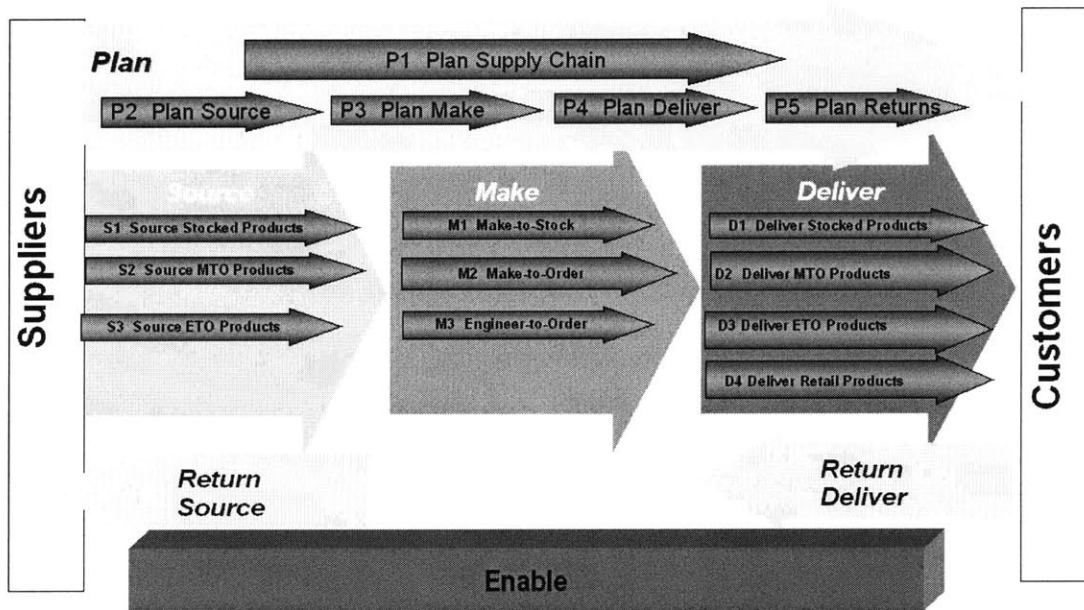 Suppliers
Customers
Plan
P1 Plan Supply Chain
P2 Plan Source
P3 Plan Make
P4 Plan Deliver
P5 Plan Returns
Source
S1 Source Stocked Products
S2 Source MTO Products
S3 Source ETO Products
Make
M1 Make-to-Stock
M2 Make-to-Order
M3 Engineer-to-Order
Deliver
D1 Deliver Stocked Products
D2 Deliver MTO Products
D3 Deliver ETO Products
D4 Deliver Retail Products
Return
Source
Return
Deliver
Enable